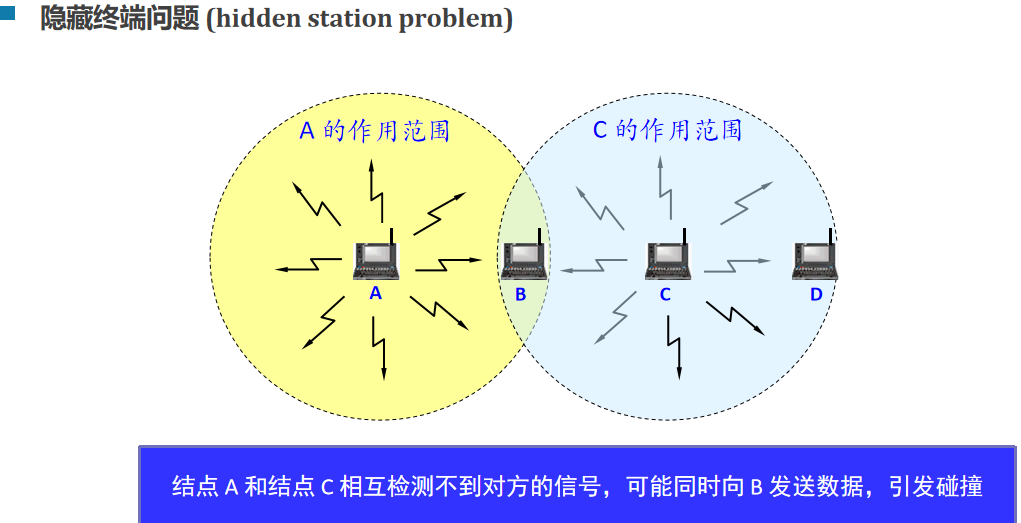 隐藏终端问题 (hidden station problem)
A 的作用范围
C 的作用范围
A
B
C
D
结点 A 和结点 C 相互检测不到对方的信号，可能同时向 B 发送数据，引发碰撞